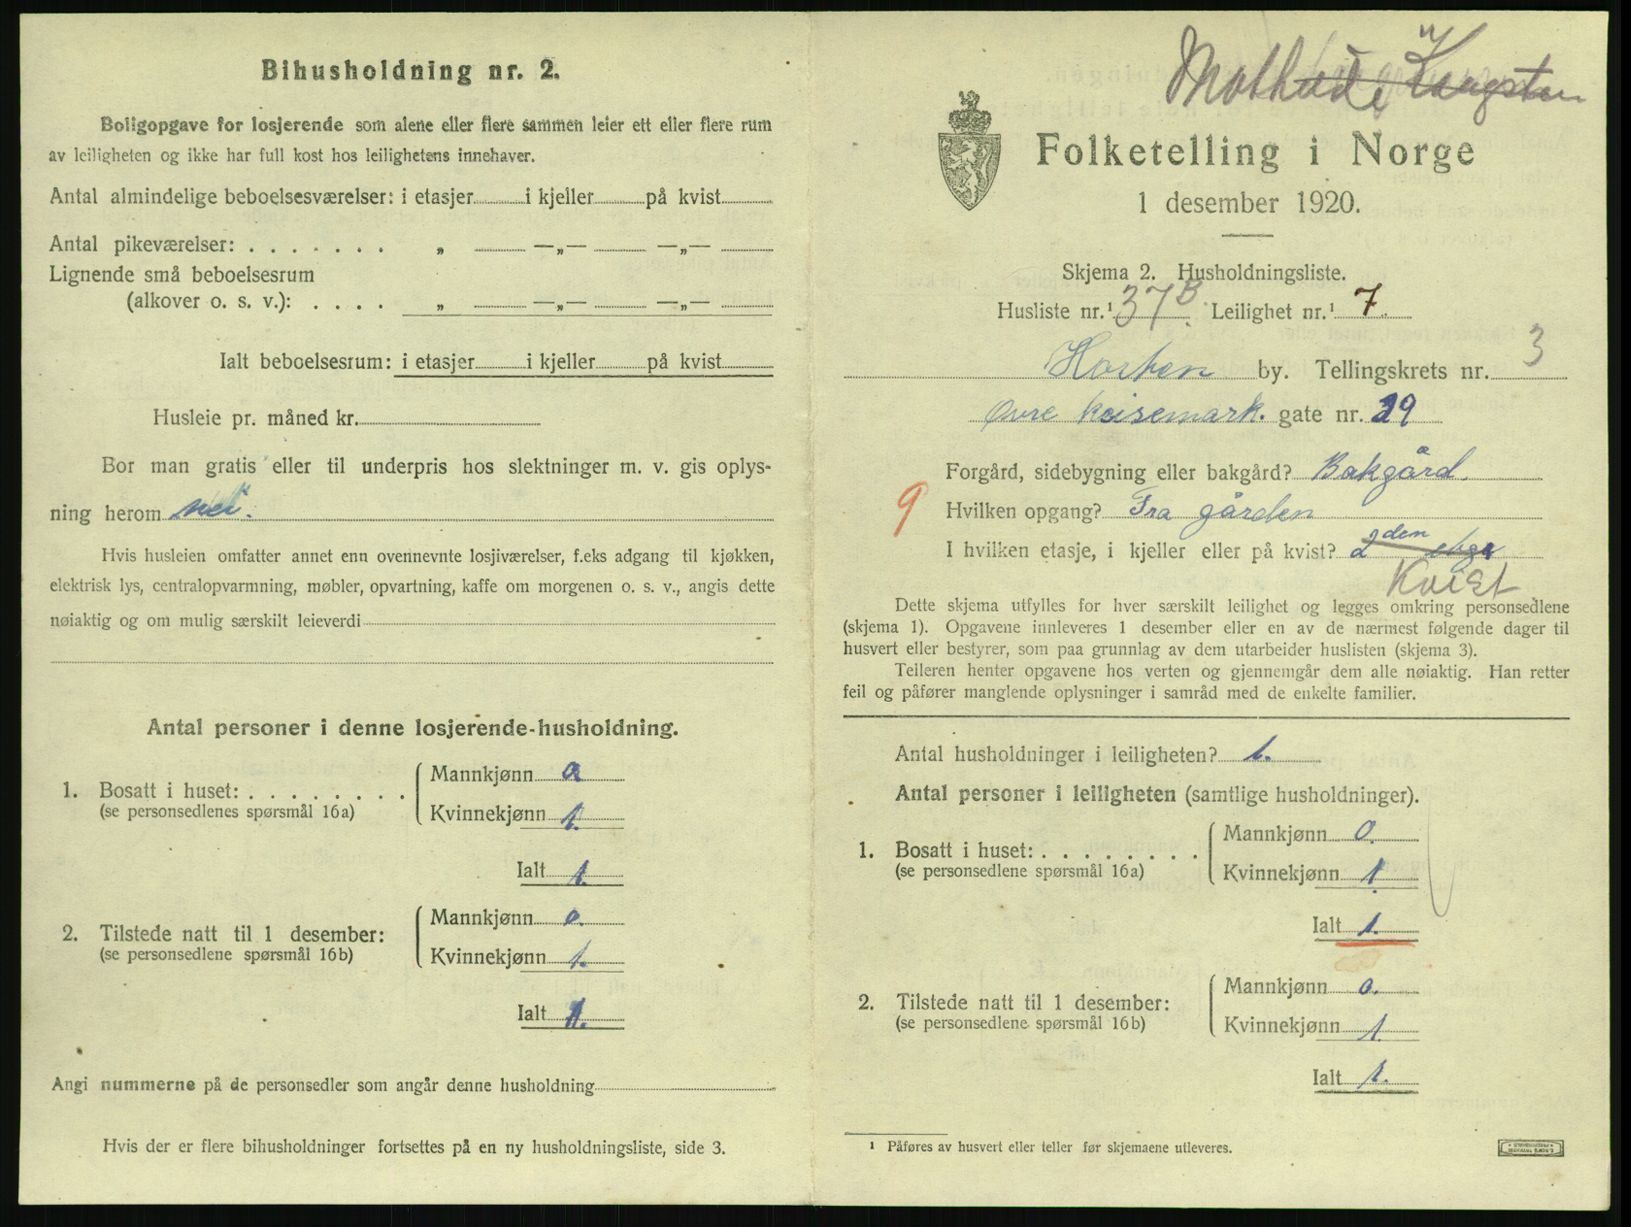 Bihusholdning nr. 2.
Boligopgave for losjerende som alene eller flere sammen leier ett eller flere rum
av leiligheten og ikke har full kost hos leilighetens innehaver.
Antal almindelige beboelsesværelser: i etasjer i kjeller på kvist
Antal pikeværelser: . . . . . . . „ —„— —„—
Lignende små beboelsesrum
(alkover o. s. v.): . . . . „ —„— —„—
Ialt beboelsesrum: i etasjer i kjeller på kvist
Husleie pr. måned kr.
Bor man gratis eller til underpris hos slektninger m. v. gis oplys-
ning herom nei.
Hvis husleien omfatter annet enn ovennevnte losjiværelser, f.eks adgang til kjøkken,
elektrisk lys, centralopvarmning, møbler, opvartning, kaffe om morgenen o. s. v., angis dette
nøiaktig og om mulig særskilt leieverdi
Antal personer i denne losjerende-husholdning.
1. Bosatt i huset: . . . . . . . . Mannkjønn 0
(se personsedlenes spørsmål 16a) Kvinnekjønn 1.
Ialt 1.
2. Tilstede natt til 1 desember: Mannkjønn 0.
(se personsedlene spørsmål 16b) Kvinnekjønn 1.
Ialt 1.
Angi nummerne på de personsedler som angår denne husholdning
Hvis der er flere bihusholdninger fortsettes på en ny husholdningsliste, side 3.
Folketelling i Norge
1 desember 1920.
Skjema 2. Husholdningsliste.
Husliste nr.¹ 37B. Leilighet nr.¹ 7.
Horten by. Tellingskrets nr. 3
Øvre Keisemark. gate nr. 29
Forgård, sidebygning eller bakgård? Bakgård.
9
Hvilken opgang? Fra gården
I hvilken etasje, i kjeller eller på kvist? 2den etage
Kvist
Dette skjema utfylles for hver særskilt leilighet og legges omkring personsedlene
(skjema 1). Opgavene innleveres 1 desember eller en av de nærmest følgende dager til
husvert eller bestyrer, som paa grunnlag av dem utarbeider huslisten (skjema 3).
Telleren henter opgavene hos verten og gjennemgår dem alle nøiaktig. Han retter
feil og påfører manglende oplysninger i samråd med de enkelte familier.
Antal husholdninger i leiligheten? 1.
Antal personer i leiligheten (samtlige husholdninger).
1. Bosatt i huset: . . . . . . . . Mannkjønn 0.
(se personsedlene spørsmål 16a) Kvinnekjønn 1
Ialt 1.
2. Tilstede natt til 1 desember: Mannkjønn 0.
(se personsedlene spørsmål 16b) Kvinnekjønn 1.
Ialt 1.
¹ Påføres av husvert eller teller før skjemaene utleveres.